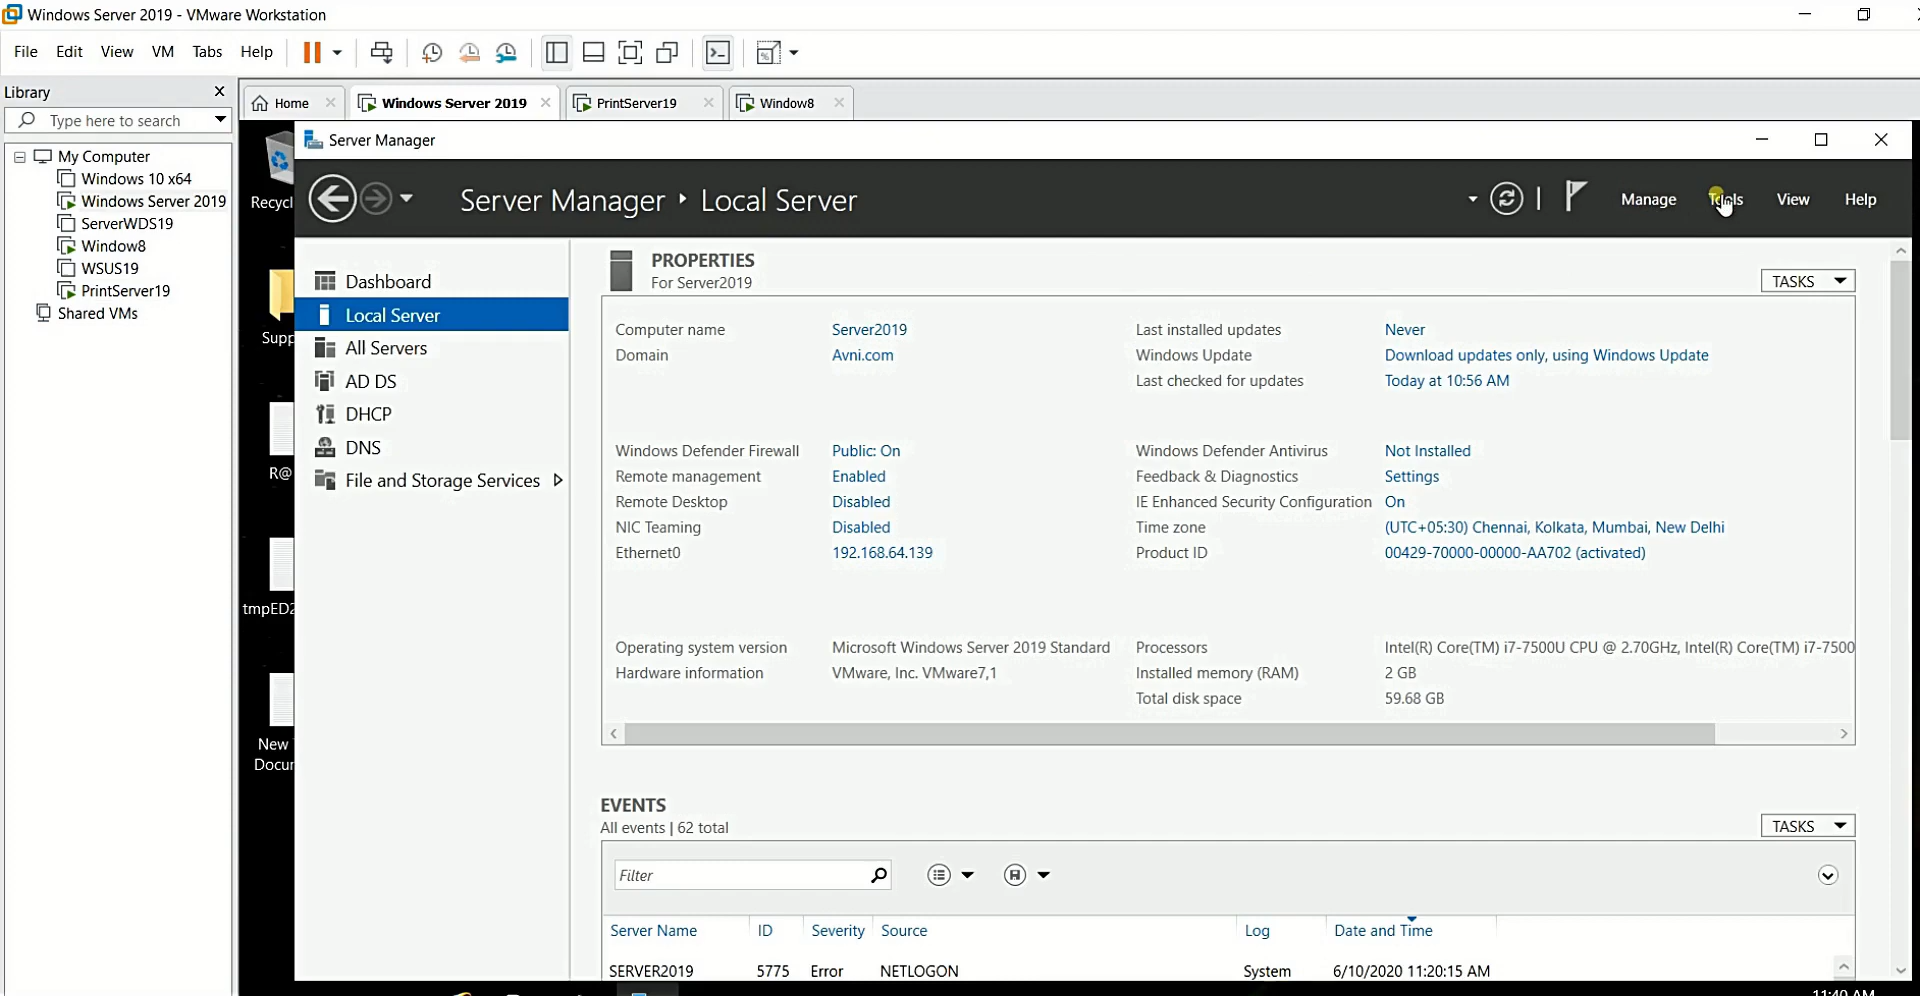 Windows Server 2019 - VMware Workstation
File Edit View VM Tabs Help
Library
Type here to search
My Computer
Windows 10 x64
Windows Server 2019
ServerWDS19
Window8
WSUS19
PrintServer19
Shared VMs
Home Windows Server 2019 PrintServer19 Window8
Recycl
Supp
R@
tmpED2
New
Docum
Server Manager
Server Manager Local Server
Manage Tools View Help
Dashboard
Local Server
All Servers
AD DS
DHCP
DNS
File and Storage Services
PROPERTIES
For Server2019
TASKS
Computer name Server2019 Last installed updates Never
Domain Avni.com Windows Update Download updates only, using Windows Update
Last checked for updates Today at 10:56 AM
Windows Defender Firewall Public: On Windows Defender Antivirus Not Installed
Remote management Enabled Feedback & Diagnostics Settings
Remote Desktop Disabled IE Enhanced Security Configuration On
NIC Teaming Disabled Time zone (UTC+05:30) Chennai, Kolkata, Mumbai, New Delhi
Ethernet0 192.168.64.139 Product ID 00429-70000-00000-AA702 (activated)
Operating system version Microsoft Windows Server 2019 Standard Processors Intel(R) Core(TM) i7-7500U CPU @ 2.70GHz, Intel(R) Core(TM) i7-7500
Hardware information VMware, Inc. VMware7,1 Installed memory (RAM) 2 GB
Total disk space 59.68 GB
EVENTS
All events | 62 total
TASKS
Filter
Server Name ID Severity Source Log Date and Time
SERVER2019 5775 Error NETLOGON System 6/10/2020 11:20:15 AM
11:40 AM